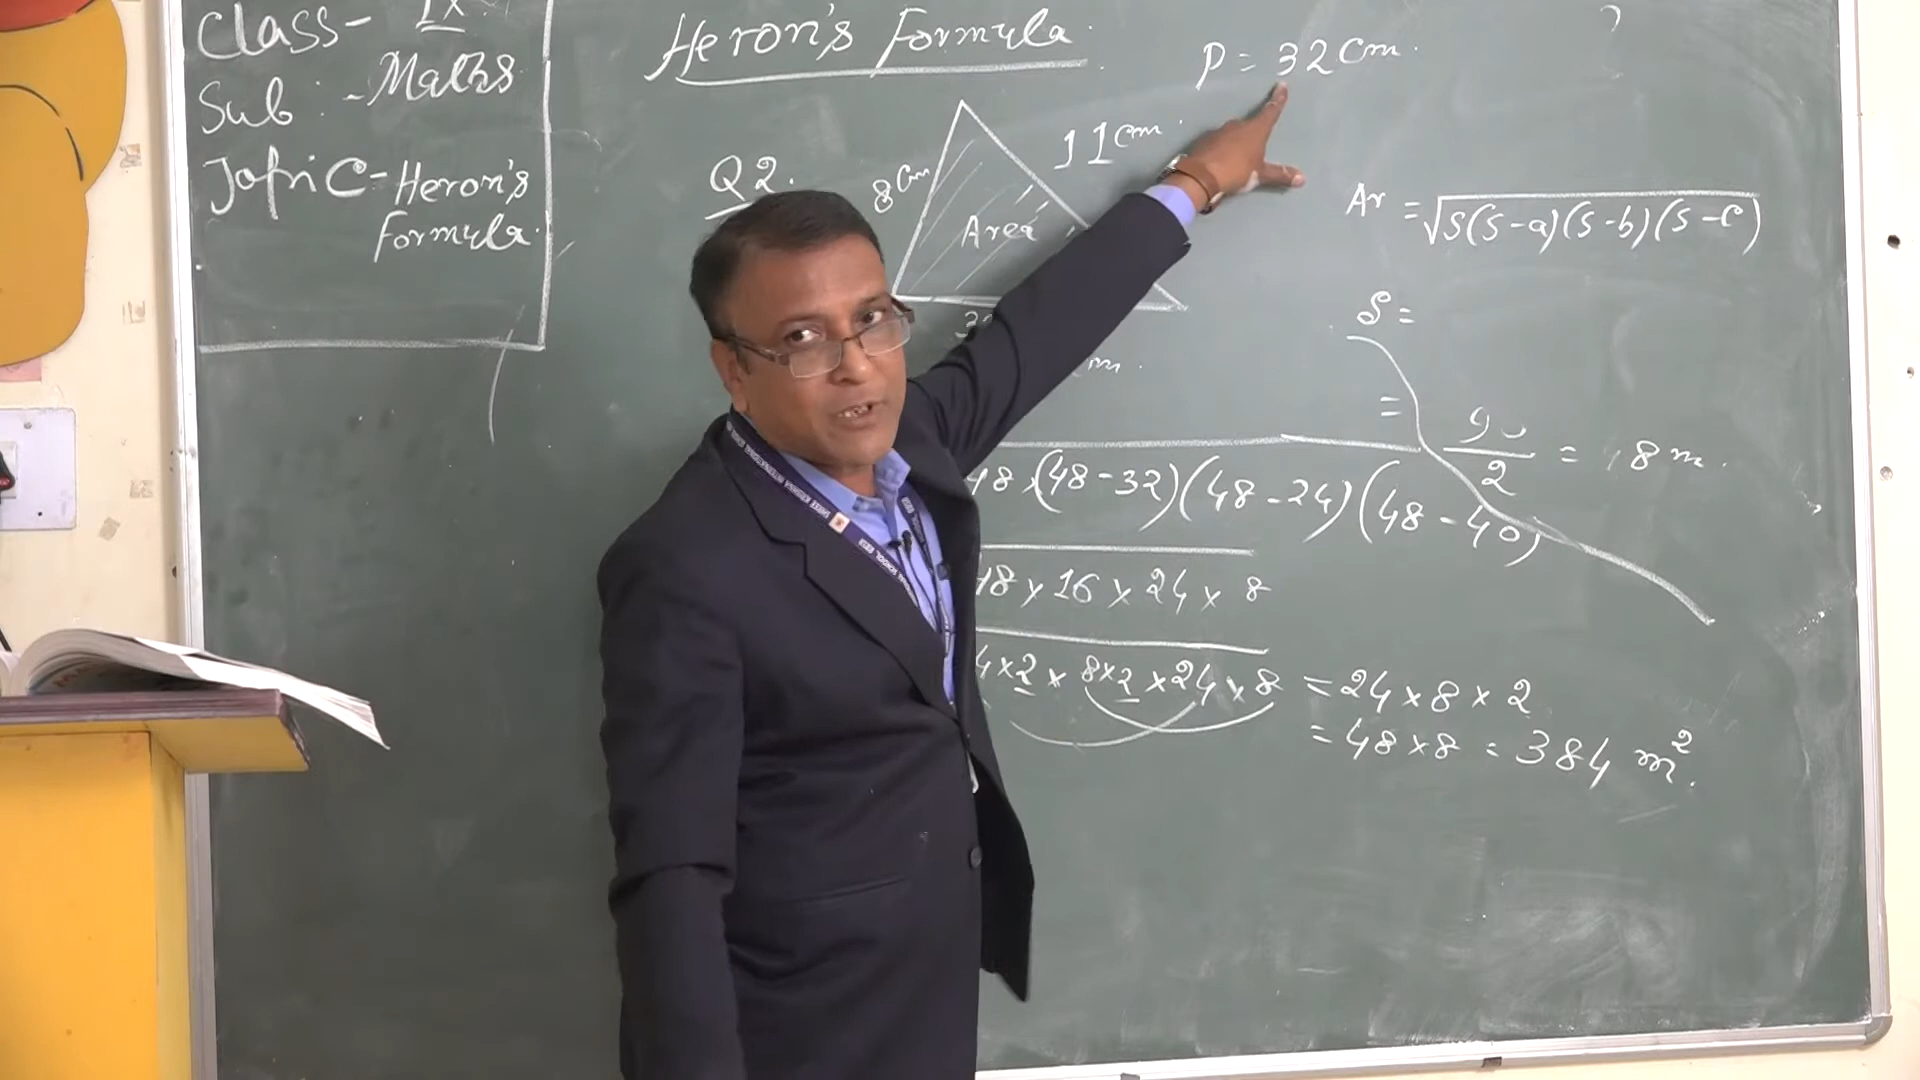 Class- IX
Sub : - Maths
Topic - Heron's
Formula.
Heron's Formula.
P = 32 cm.
Q2.
8 cm
11 cm.
Area
Ar = √S(S-a)(S-b)(S-c)
S =
=
2
= 8 m.
48 × (48-32)(48-24)(48-40)
48 × 16 × 24 × 8
4×2 × 8×2 × 24 × 8 = 24 × 8 × 2
= 48 × 8 = 384 m².